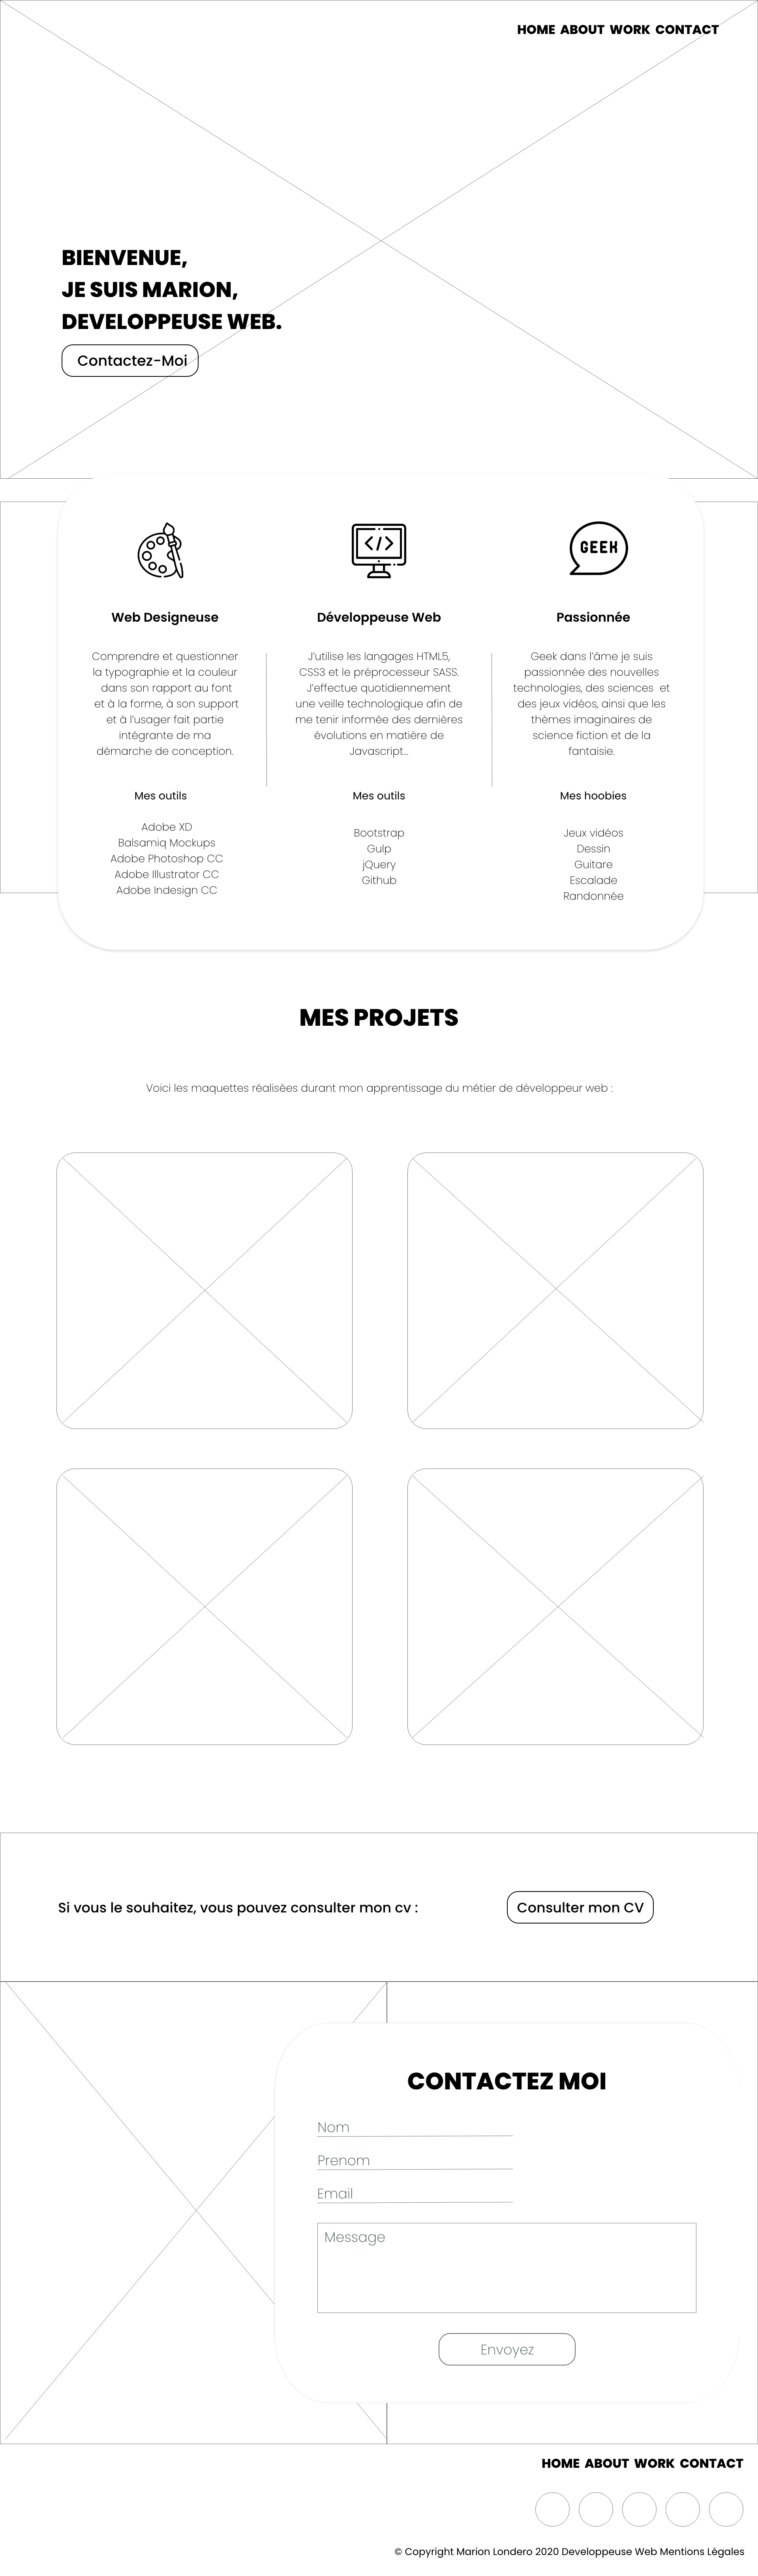 HOME ABOUT WORK CONTACT
BIENVENUE,
JE SUIS MARION,
DEVELOPPEUSE WEB.
Contactez-Moi
GEEK
Web Designeuse
Comprendre et questionner
la typographie et la couleur
dans son rapport au font
et à la forme, à son support
et à l'usager fait partie
intégrante de ma
démarche de conception.
Mes outils
Adobe XD
Balsamiq Mockups
Adobe Photoshop CC
Adobe Illustrator CC
Adobe Indesign CC
Développeuse Web
J'utilise les langages HTML5,
CSS3 et le préprocesseur SASS.
J'effectue quotidiennement
une veille technologique afin de
me tenir informée des dernières
évolutions en matière de
Javascript...
Mes outils
Bootstrap
Gulp
jQuery
Github
Passionnée
Geek dans l'âme je suis
passionnée des nouvelles
technologies, des sciences et
des jeux vidéos, ainsi que les
thèmes imaginaires de
science fiction et de la
fantaisie.
Mes hoobies
Jeux vidéos
Dessin
Guitare
Escalade
Randonnée
MES PROJETS
Voici les maquettes réalisées durant mon apprentissage du métier de développeur web :
Si vous le souhaitez, vous pouvez consulter mon cv :
Consulter mon CV
CONTACTEZ MOI
Nom
Prenom
Email
Message
Envoyez
HOME ABOUT WORK CONTACT
© Copyright Marion Londero 2020 Developpeuse Web Mentions Légales